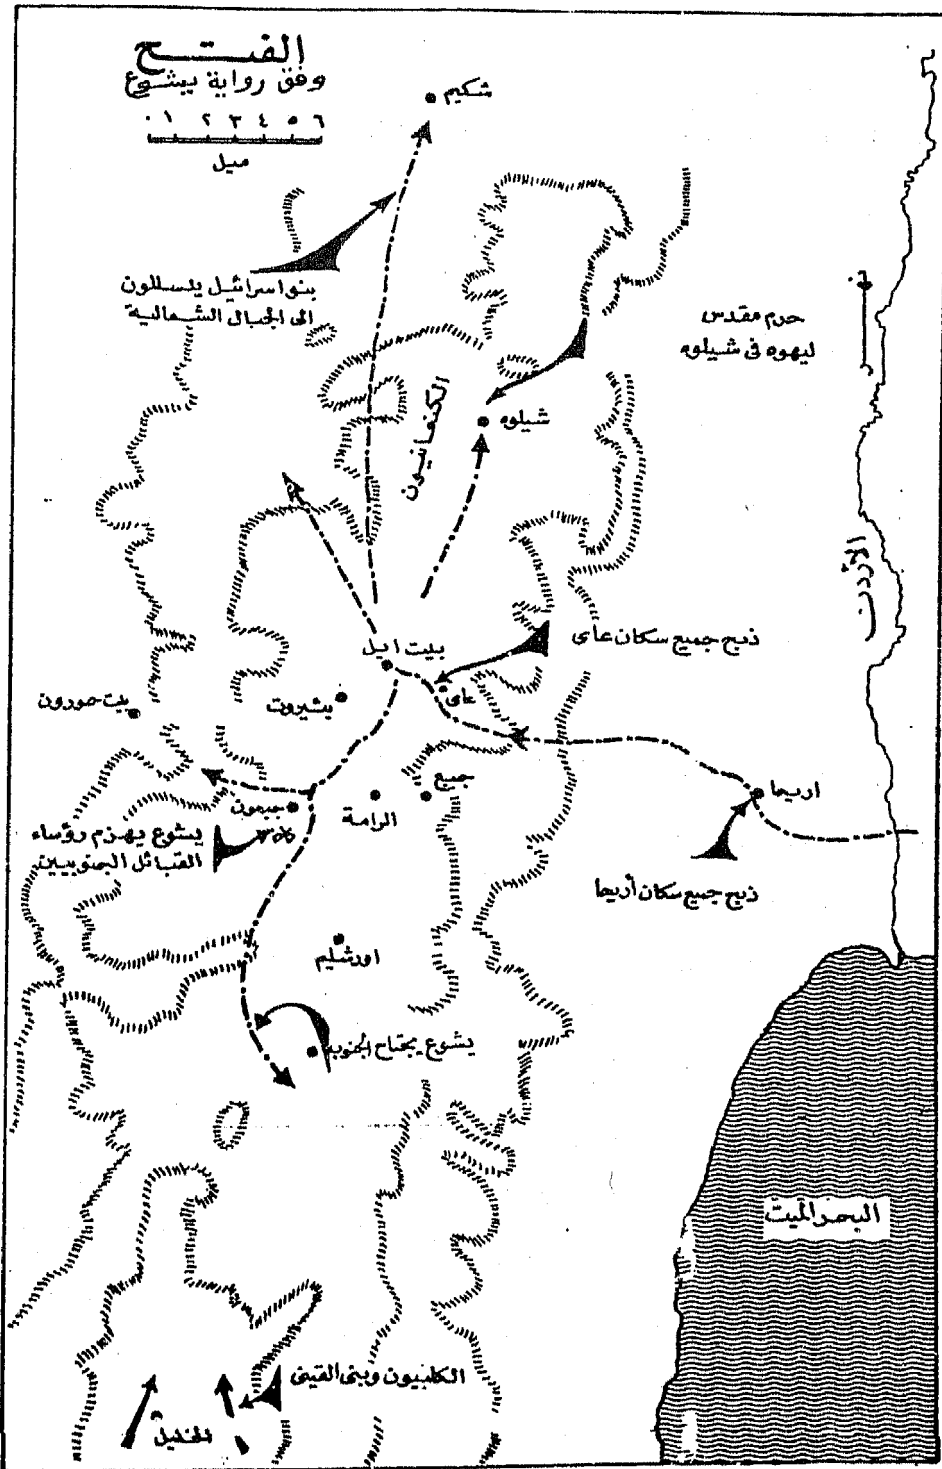 الفتح
وفق رواية يشوع
٠ ١ ٢ ٣ ٤ ٥ ٦
ميل
شكيم
بنو اسرائيل يتسللون
الى الجبال الشمالية
حرم مقدس
ليهوه فى شيلوه
نهر
الأردن
الكنعانيون
شيلوه
ذبح جميع سكان عاى
بيت ايل
عاى
بئيروت
بيت حورون
جبع
الرامة
جبعون
اريحا
يشوع يهزم رؤساء
القبائل الجنوبيين
ذبح جميع سكان أريحا
اورشليم
يشوع يجتاح الجنوب
البحر الميت
الكلبيون وبنى القينى
الخليل